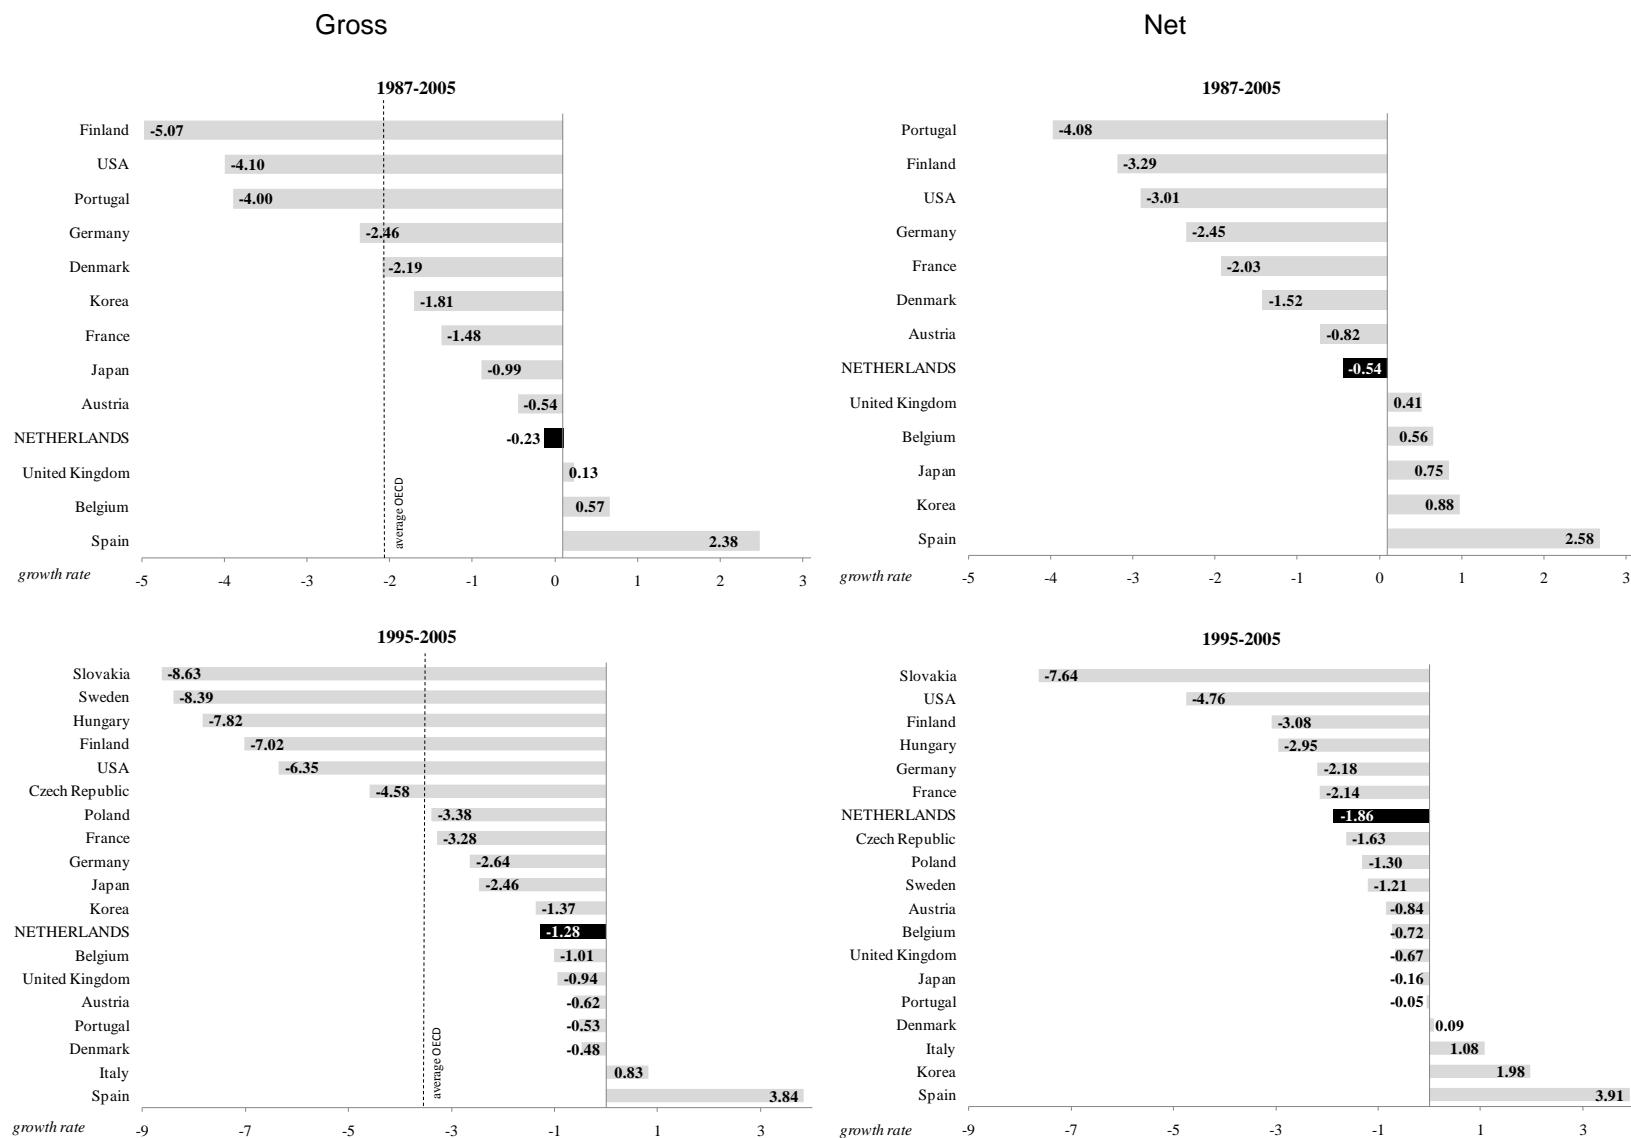 Gross
Net
1987-2005
Finland -5.07
USA -4.10
Portugal -4.00
Germany -2.46
Denmark -2.19
Korea -1.81
France -1.48
Japan -0.99
Austria -0.54
NETHERLANDS -0.23
United Kingdom 0.13
Belgium 0.57
Spain 2.38
average OECD
-5 -4 -3 -2 -1 0 1 2 3
growth rate
1987-2005
Portugal -4.08
Finland -3.29
USA -3.01
Germany -2.45
France -2.03
Denmark -1.52
Austria -0.82
NETHERLANDS -0.54
United Kingdom 0.41
Belgium 0.56
Japan 0.75
Korea 0.88
Spain 2.58
growth rate -5 -4 -3 -2 -1 0 1 2 3
1995-2005
Slovakia -8.63
Sweden -8.39
Hungary -7.82
Finland -7.02
USA -6.35
Czech Republic -4.58
Poland -3.38
France -3.28
Germany -2.64
Japan -2.46
Korea -1.37
NETHERLANDS -1.28
Belgium -1.01
United Kingdom -0.94
Austria -0.62
Portugal -0.53
Denmark -0.48
Italy 0.83
Spain 3.84
average OECD
growth rate -9 -7 -5 -3 -1 1 3
1995-2005
Slovakia -7.64
USA -4.76
Finland -3.08
Hungary -2.95
Germany -2.18
France -2.14
NETHERLANDS -1.86
Czech Republic -1.63
Poland -1.30
Sweden -1.21
Austria -0.84
Belgium -0.72
United Kingdom -0.67
Japan -0.16
Portugal -0.05
Denmark 0.09
Italy 1.08
Korea 1.98
Spain 3.91
growth rate -9 -7 -5 -3 -1 1 3